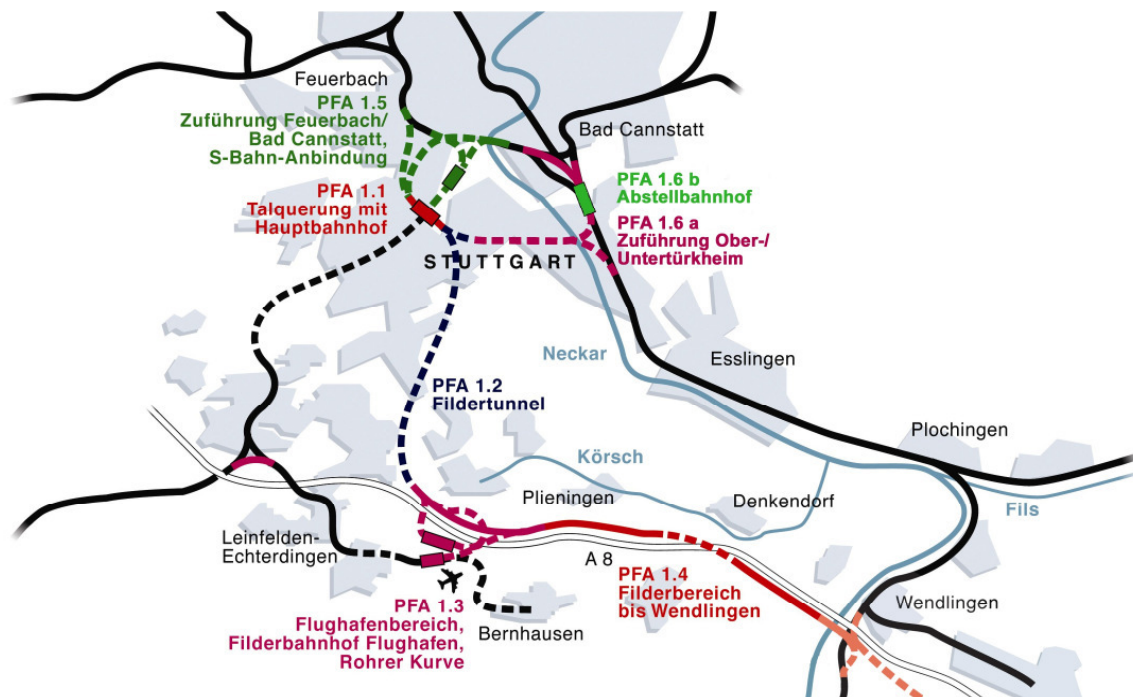 Feuerbach
PFA 1.5
Zuführung Feuerbach/
Bad Cannstatt,
S-Bahn-Anbindung
Bad Cannstatt
PFA 1.1
Talquerung mit
Hauptbahnhof
PFA 1.6 b
Abstellbahnhof
PFA 1.6 a
Zuführung Ober-/
Untertürkheim
STUTTGART
Neckar
Esslingen
PFA 1.2
Fildertunnel
Plochingen
Körsch
Plieningen
Denkendorf
Fils
Leinfelden-
Echterdingen
A 8
PFA 1.4
Filderbereich
bis Wendlingen
Wendlingen
PFA 1.3
Flughafenbereich,
Filderbahnhof Flughafen,
Rohrer Kurve
Bernhausen